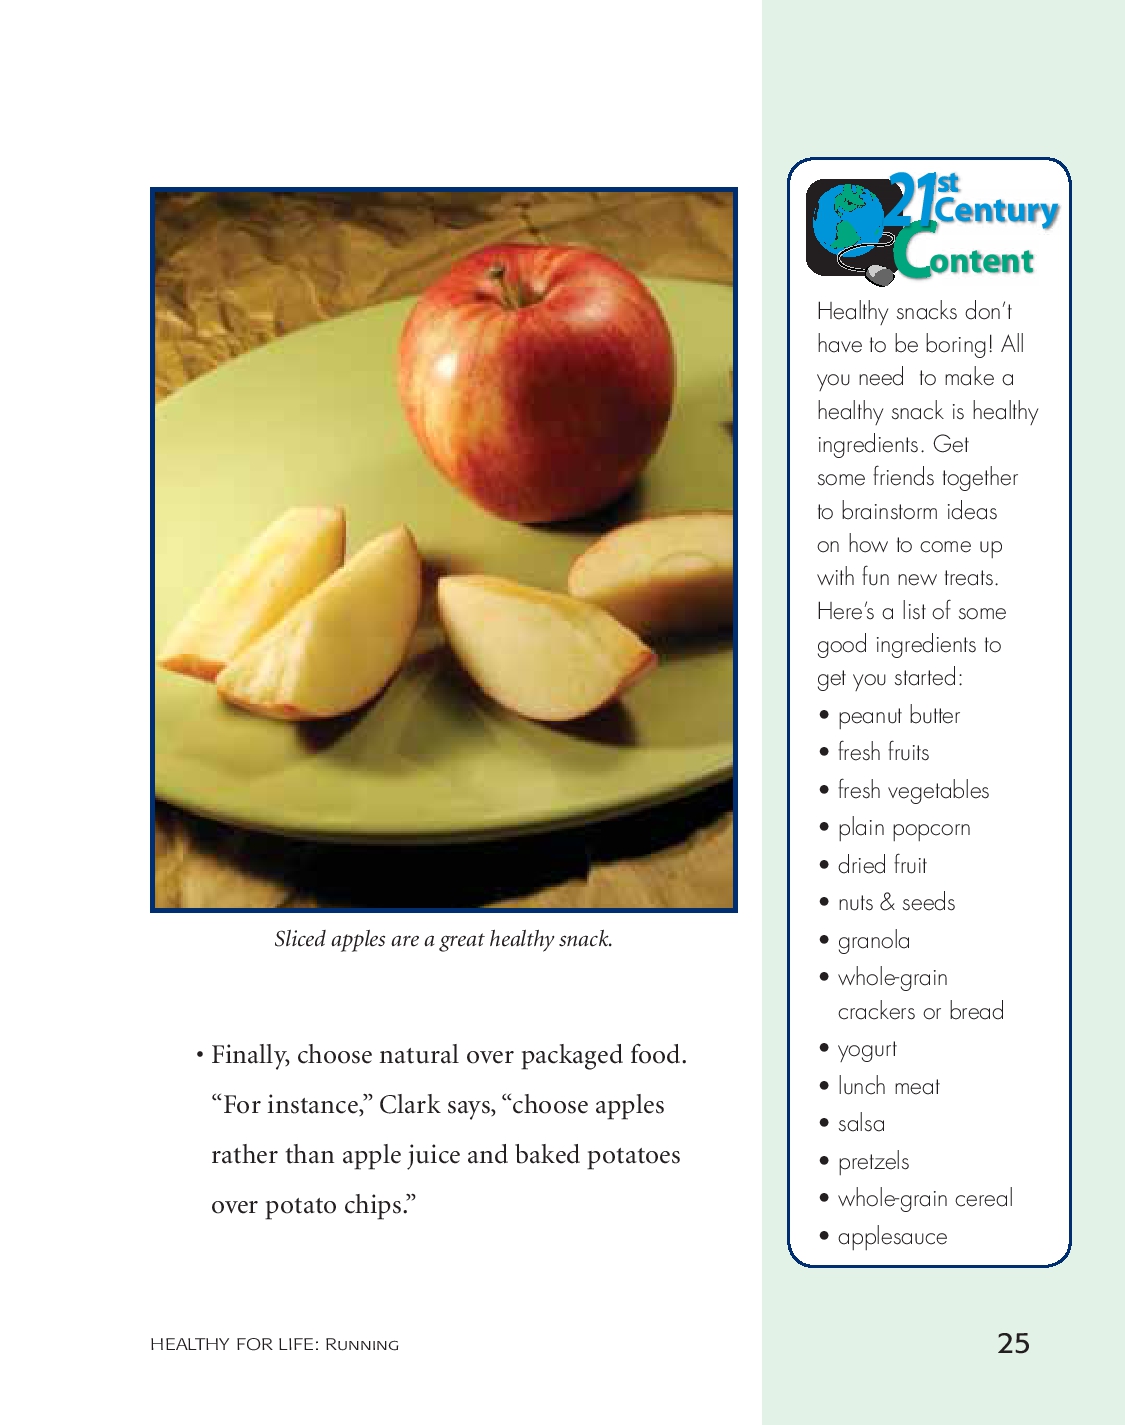 Sliced apples are a great healthy snack.
• Finally, choose natural over packaged food.
“For instance,” Clark says, “choose apples
rather than apple juice and baked potatoes
over potato chips.”
21st
Century
Content
Healthy snacks don’t
have to be boring! All
you need  to make a
healthy snack is healthy
ingredients. Get
some friends together
to brainstorm ideas
on how to come up
with fun new treats.
Here’s a list of some
good ingredients to
get you started:
• peanut butter
• fresh fruits
• fresh vegetables
• plain popcorn
• dried fruit
• nuts & seeds
• granola
• whole-grain
crackers or bread
• yogurt
• lunch meat
• salsa
• pretzels
• whole-grain cereal
• applesauce
HEALTHY FOR LIFE: Running
25